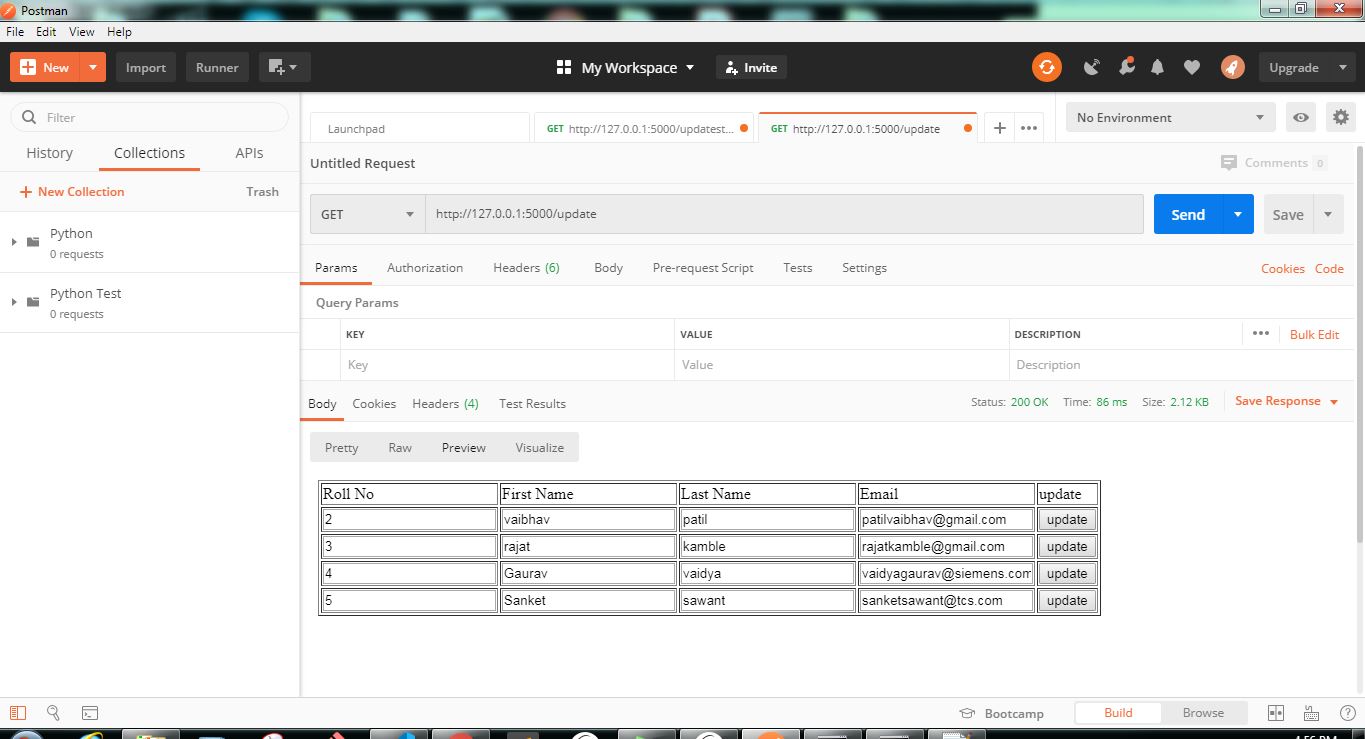 Postman
File Edit View Help
New Import Runner My Workspace Invite Upgrade
Filter
History Collections APIs
New Collection Trash
Python
0 requests
Python Test
0 requests
Launchpad GET http://127.0.0.1:5000/updatest... GET http://127.0.0.1:5000/update No Environment
Untitled Request Comments 0
GET http://127.0.0.1:5000/update Send Save
Params Authorization Headers (6) Body Pre-request Script Tests Settings Cookies Code
Query Params
KEY VALUE DESCRIPTION Bulk Edit
Key Value Description
Body Cookies Headers (4) Test Results Status: 200 OK Time: 86 ms Size: 2.12 KB Save Response
Pretty Raw Preview Visualize
Roll No First Name Last Name Email update
2 vaibhav patil patilvaibhav@gmail.com update
3 rajat kamble rajatkamble@gmail.com update
4 Gaurav vaidya vaidyagaurav@siemens.com update
5 Sanket sawant sanketsawant@tcs.com update
Bootcamp Build Browse